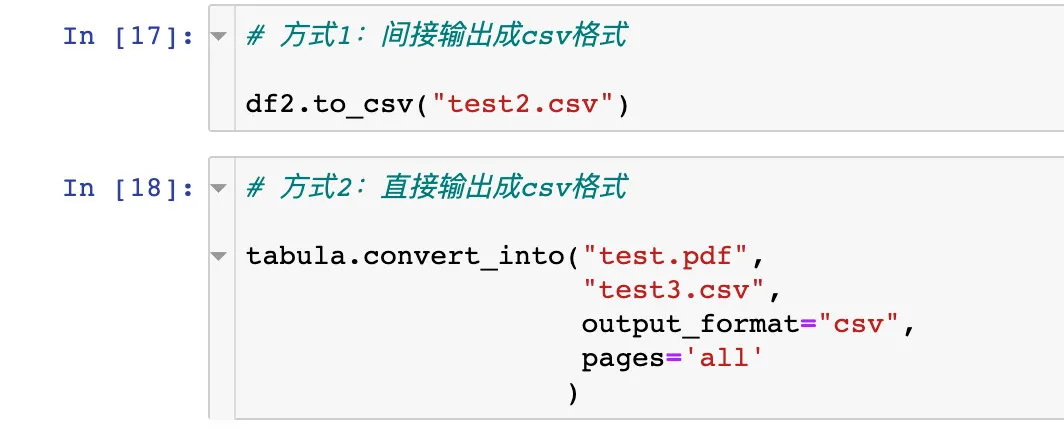 In [17]: # 方式1：间接输出成csv格式
df2.to_csv("test2.csv")
In [18]: # 方式2：直接输出成csv格式
tabula.convert_into("test.pdf",
"test3.csv",
output_format="csv",
pages='all'
)